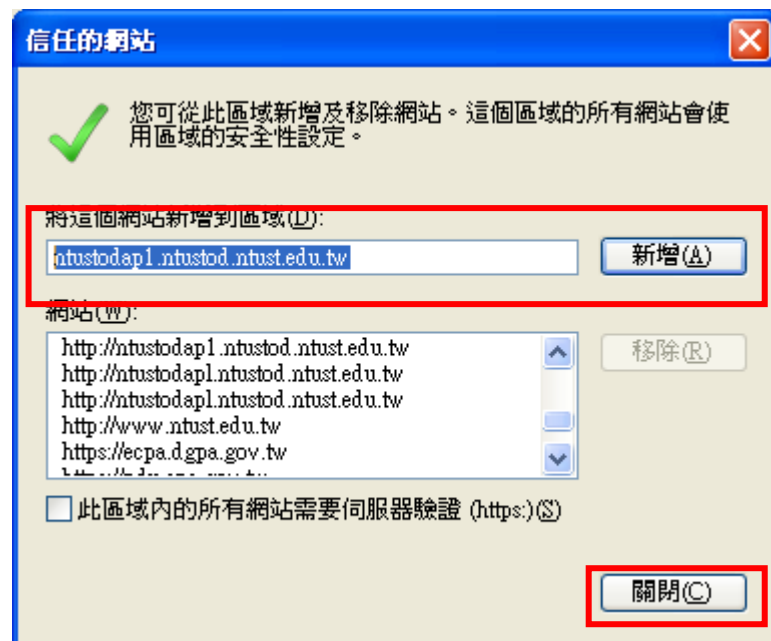 信任的網站
您可從此區域新增及移除網站。這個區域的所有網站會使
用區域的安全性設定。
將這個網站新增到區域(D):
ntustodap1.ntustod.ntust.edu.tw
新增(A)
網站(W):
http://ntustodap1.ntustod.ntust.edu.tw
移除(R)
http://ntustodapl.ntustod.ntust.edu.tw
http://ntustodapl.ntustod.ntust.edu.tw
http://www.ntust.edu.tw
https://ecpa.dgpa.gov.tw
此區域內的所有網站需要伺服器驗證 (https:)(S)
關閉(C)